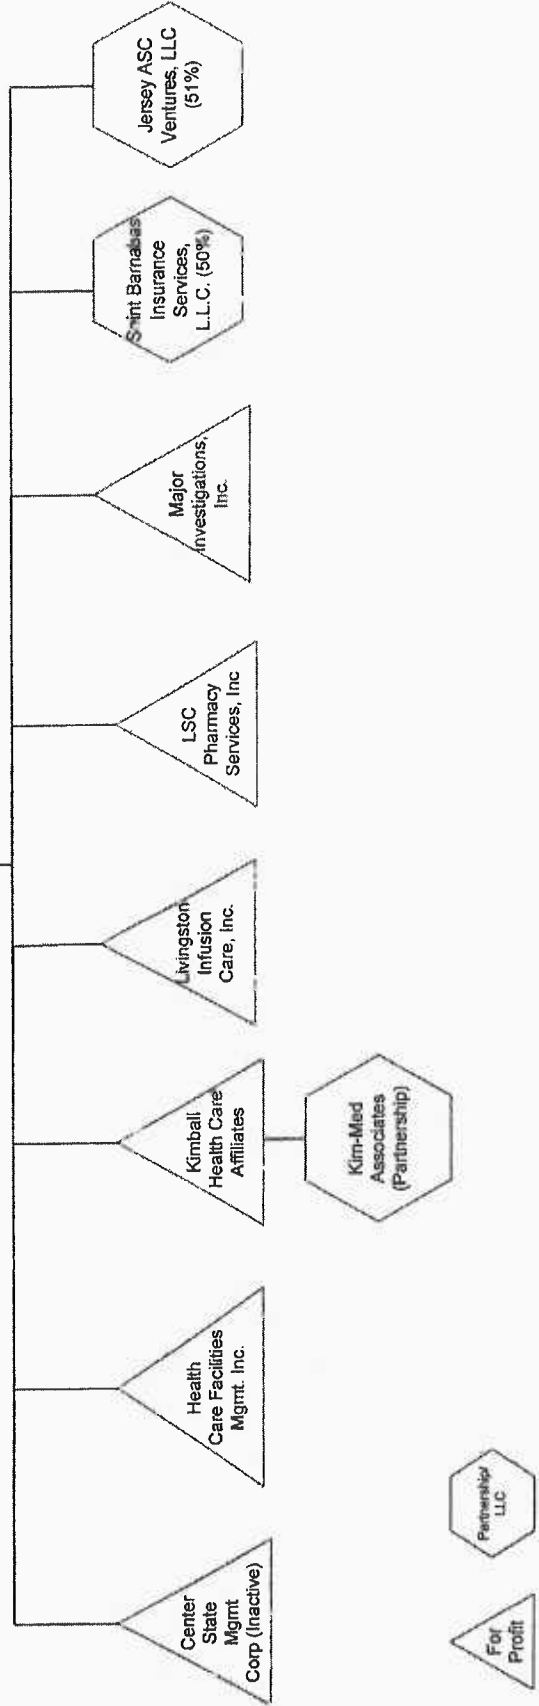 Center
State
Mgmt
Corp (Inactive)
Health
Care Facilities
Mgmt. Inc.
Kimball
Health Care
Affiliates
Livingston
Infusion
Care, Inc.
LSC
Pharmacy
Services, Inc
Major
Investigations,
Inc.
Saint Barnabas
Insurance
Services,
L.L.C. (50%)
Jersey ASC
Ventures, LLC
(51%)
Kim-Med
Associates
(Partnership)
For
Profit
Partnership/
LLC